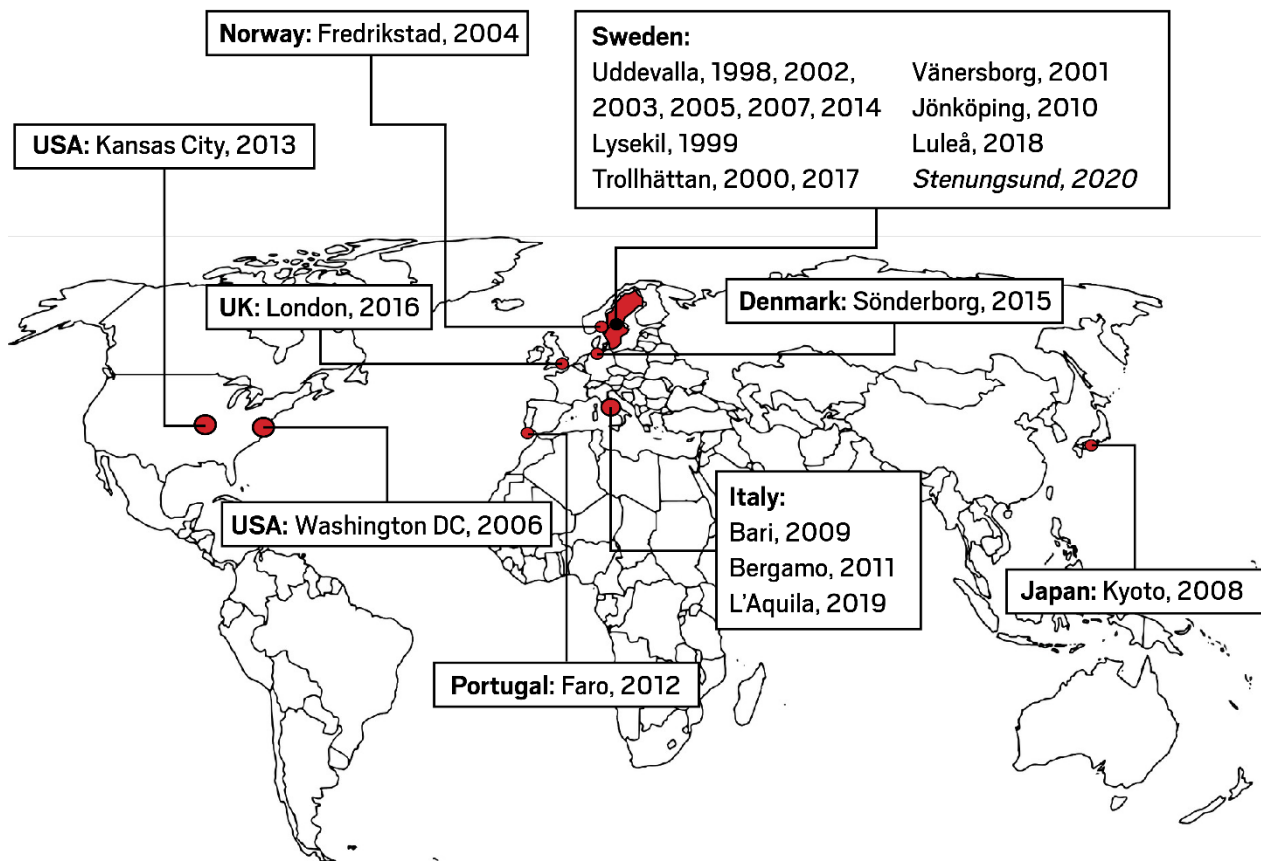 Norway: Fredrikstad, 2004
Sweden:
Uddevalla, 1998, 2002,
2003, 2005, 2007, 2014
Lysekil, 1999
Trollhättan, 2000, 2017
Vänersborg, 2001
Jönköping, 2010
Luleå, 2018
Stenungsund, 2020
USA: Kansas City, 2013
UK: London, 2016
Denmark: Sönderborg, 2015
USA: Washington DC, 2006
Italy:
Bari, 2009
Bergamo, 2011
L’Aquila, 2019
Japan: Kyoto, 2008
Portugal: Faro, 2012